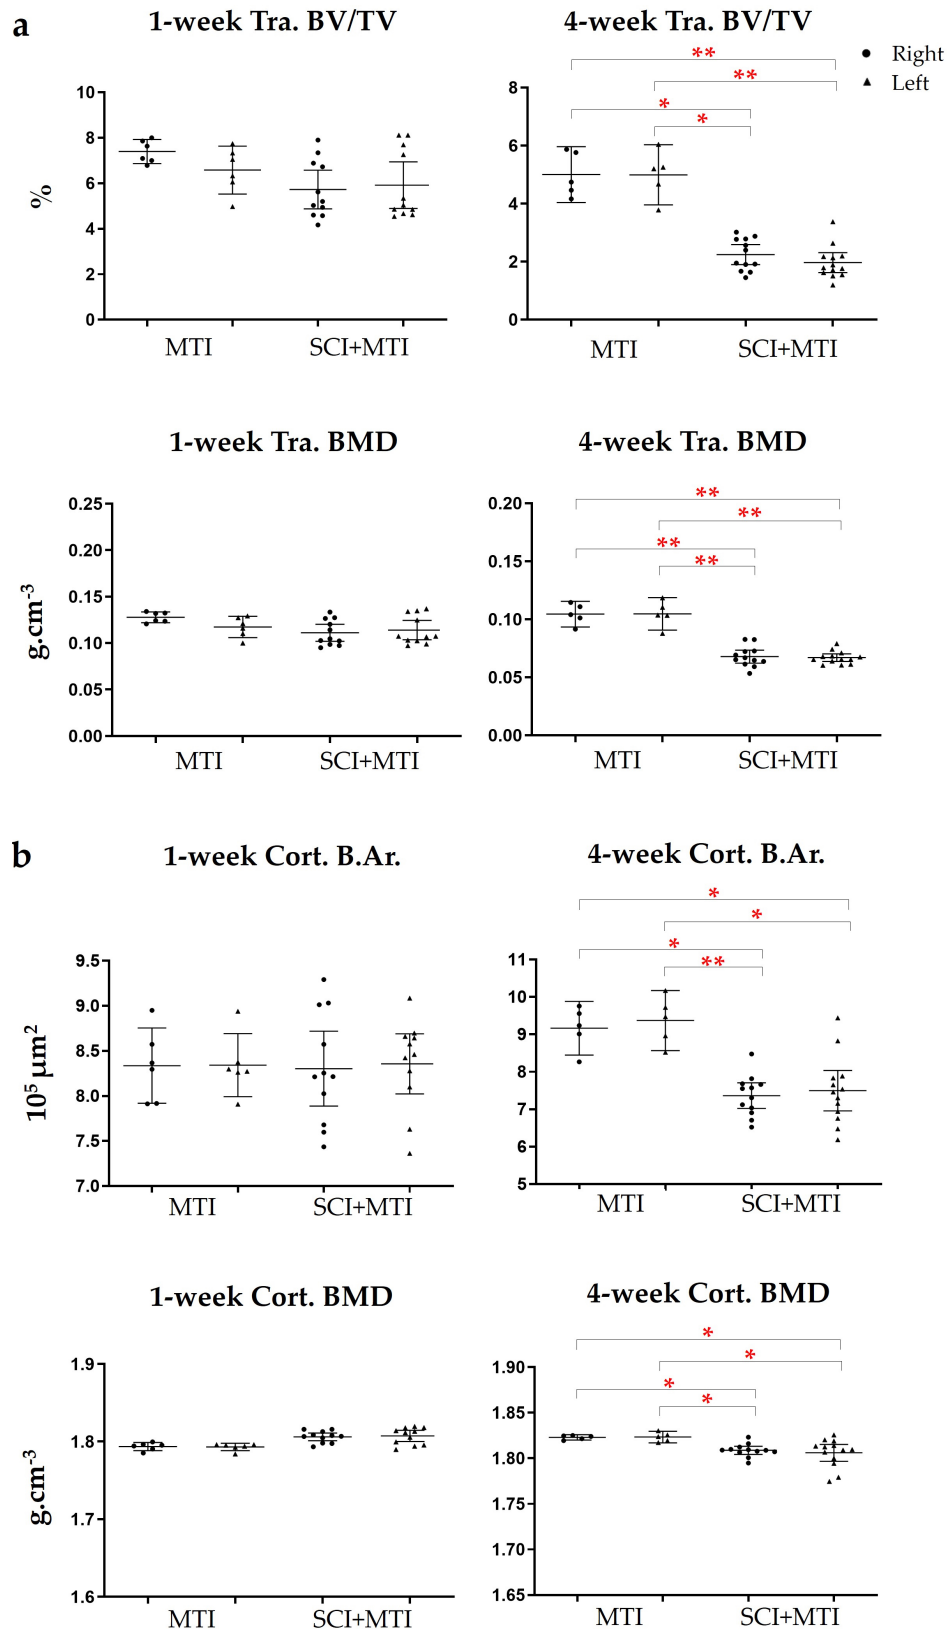 a
1-week Tra. BV/TV
4-week Tra. BV/TV
Right
Left
%
10
8
6
4
2
0
MTI
SCI+MTI
**
**
*
*
8
6
4
2
0
MTI
SCI+MTI
1-week Tra. BMD
4-week Tra. BMD
g.cm-3
0.25
0.20
0.15
0.10
0.05
0.00
MTI
SCI+MTI
**
**
**
**
0.20
0.15
0.10
0.05
0.00
MTI
SCI+MTI
b
1-week Cort. B.Ar.
4-week Cort. B.Ar.
10⁵ µm²
9.5
9.0
8.5
8.0
7.5
7.0
MTI
SCI+MTI
*
*
*
**
11
10
9
8
7
6
5
MTI
SCI+MTI
1-week Cort. BMD
4-week Cort. BMD
g.cm-3
1.9
1.8
1.7
1.6
MTI
SCI+MTI
*
*
*
*
1.90
1.85
1.80
1.75
1.70
1.65
MTI
SCI+MTI